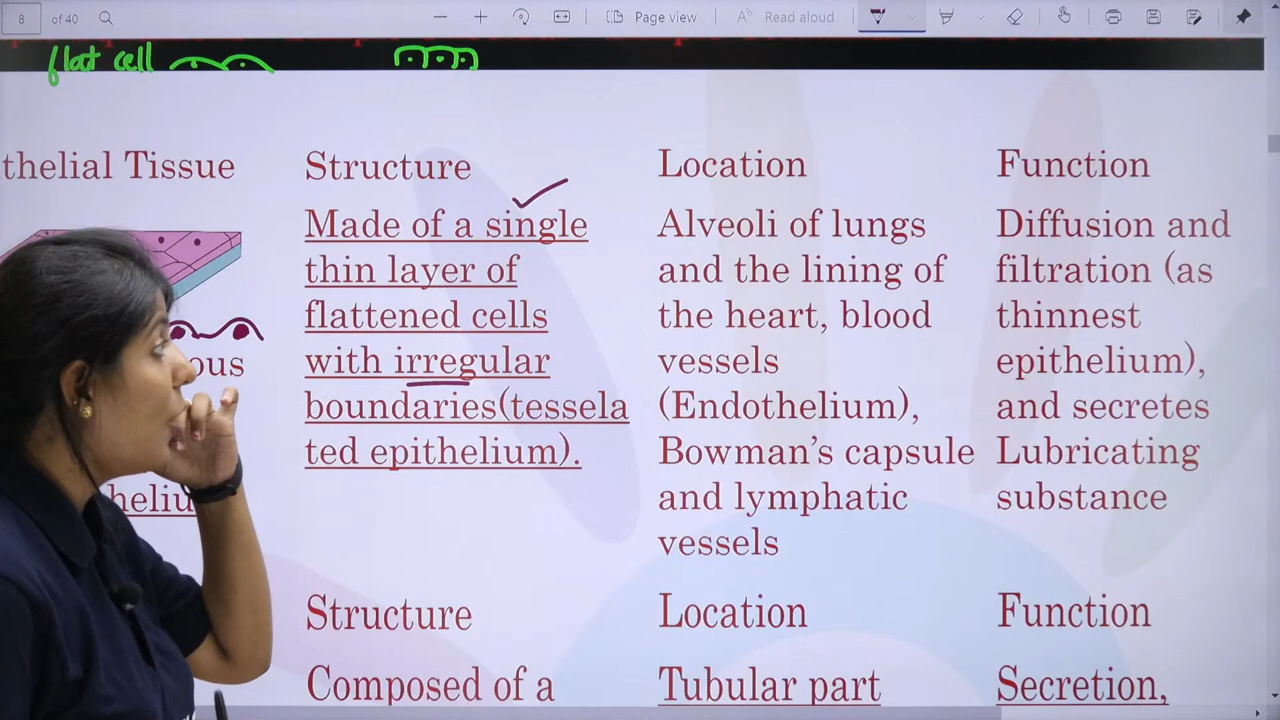 8 of 40 Page view Read aloud
flat cell
thelial Tissue Structure Location Function
Made of a single
thin layer of
flattened cells
with irregular
boundaries(tessela
ted epithelium).
Alveoli of lungs
and the lining of
the heart, blood
vessels
(Endothelium),
Bowman's capsule
and lymphatic
vessels
Diffusion and
filtration (as
thinnest
epithelium),
and secretes
Lubricating
substance
ous
heliu
Structure Location Function
Composed of a Tubular part Secretion,